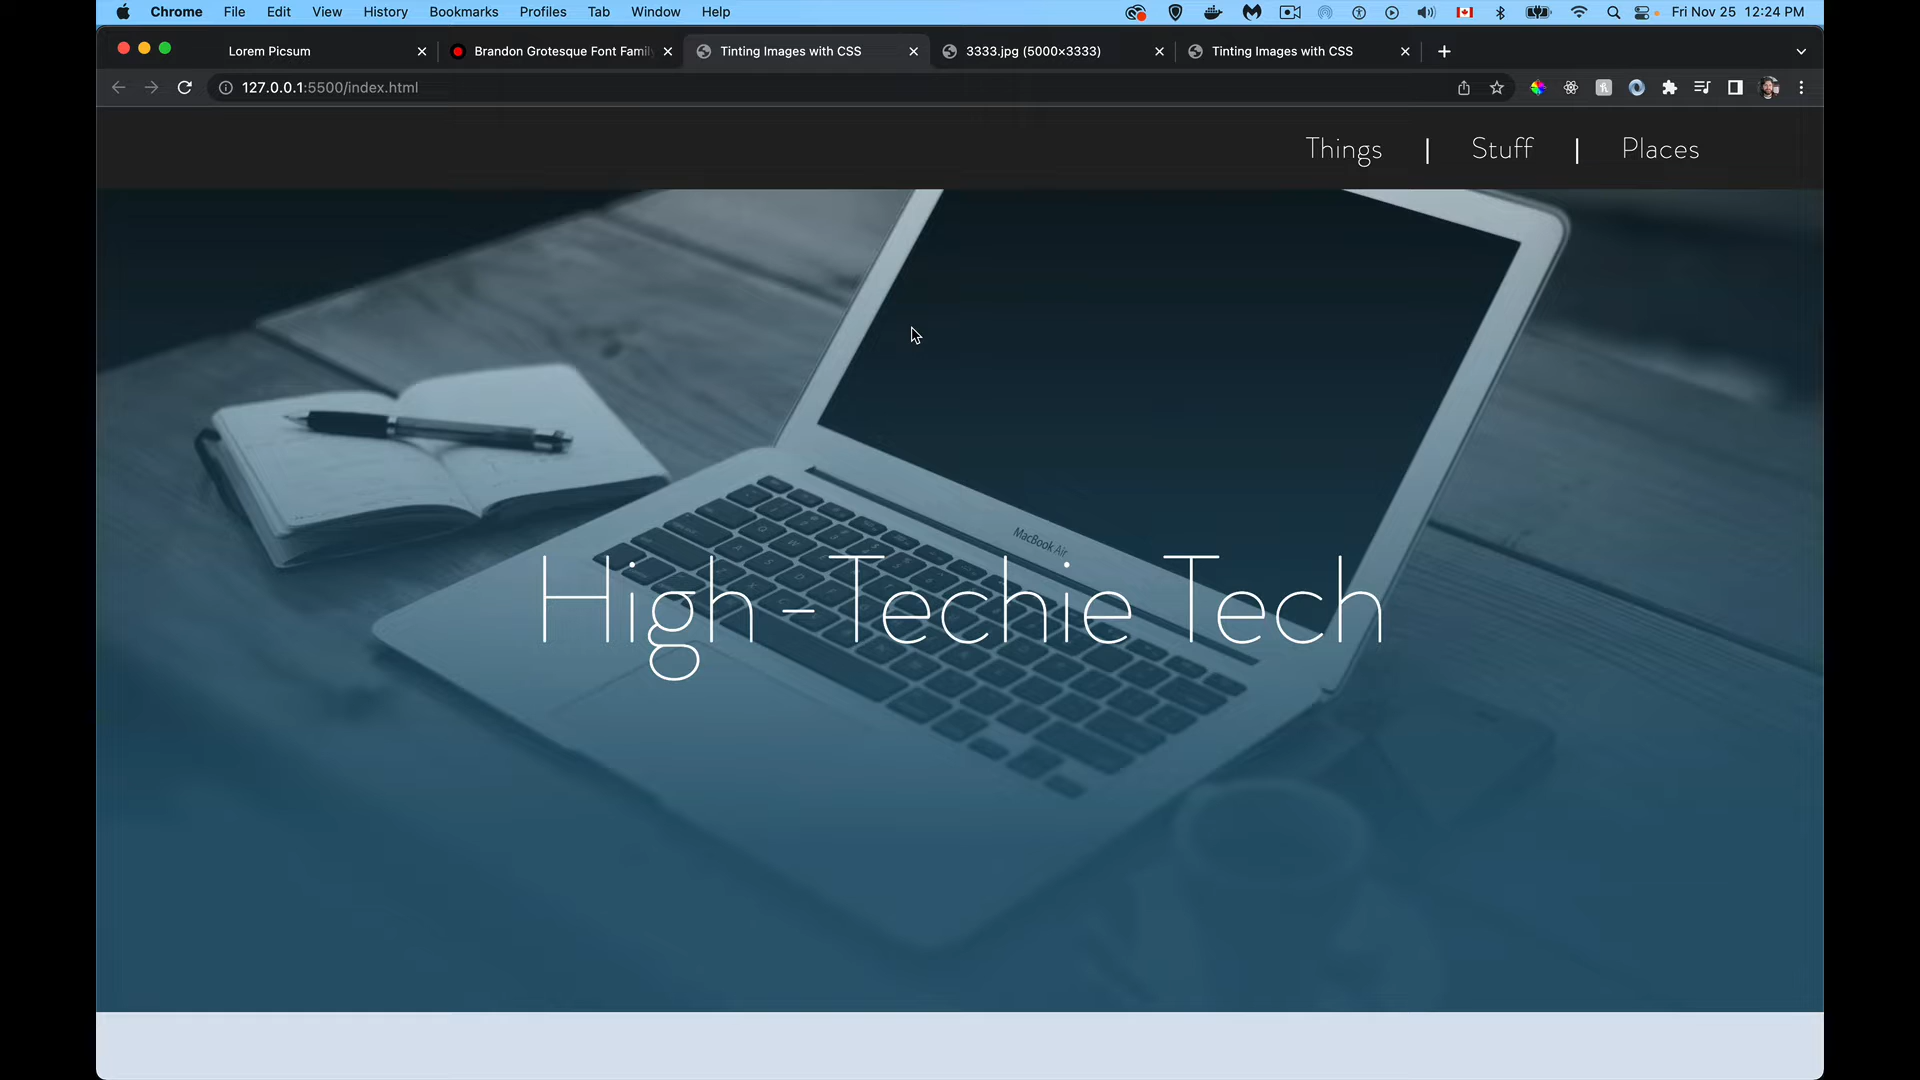 Chrome File Edit View History Bookmarks Profiles Tab Window Help Fri Nov 25 12:24 PM
Lorem Picsum Brandon Grotesque Font Family Tinting Images with CSS 3333.jpg (5000×3333) Tinting Images with CSS
127.0.0.1:5500/index.html
Things | Stuff | Places
MacBook Air
High -Techie Tech